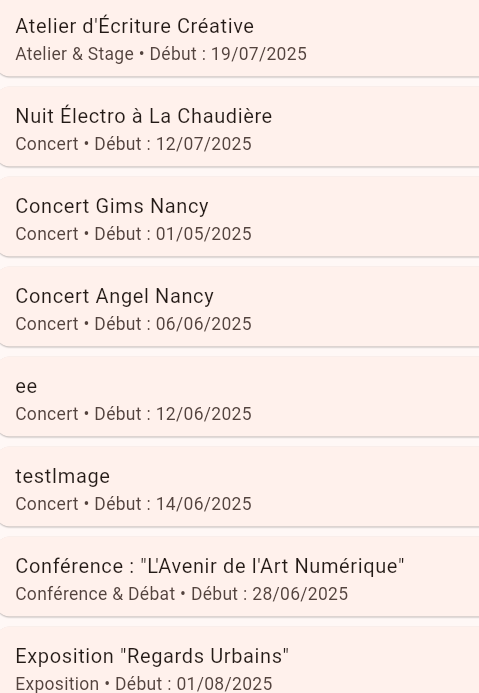 Atelier d'Écriture Créative
Atelier & Stage • Début : 19/07/2025
Nuit Électro à La Chaudière
Concert • Début : 12/07/2025
Concert Gims Nancy
Concert • Début : 01/05/2025
Concert Angel Nancy
Concert • Début : 06/06/2025
ee
Concert • Début : 12/06/2025
testImage
Concert • Début : 14/06/2025
Conférence : "L'Avenir de l'Art Numérique"
Conférence & Débat • Début : 28/06/2025
Exposition "Regards Urbains"
Exposition • Début : 01/08/2025